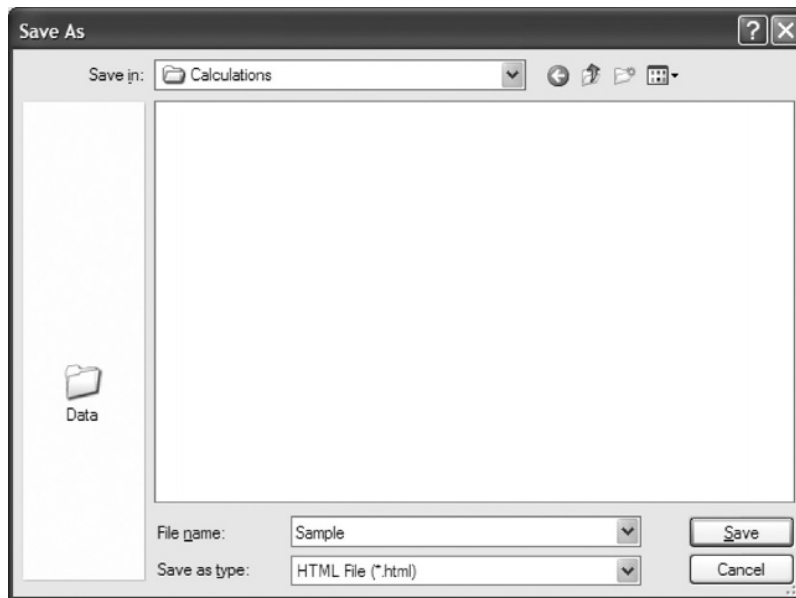 Save As
Save in: Calculations
Data
File name: Sample
Save as type: HTML File (*.html)
Save
Cancel